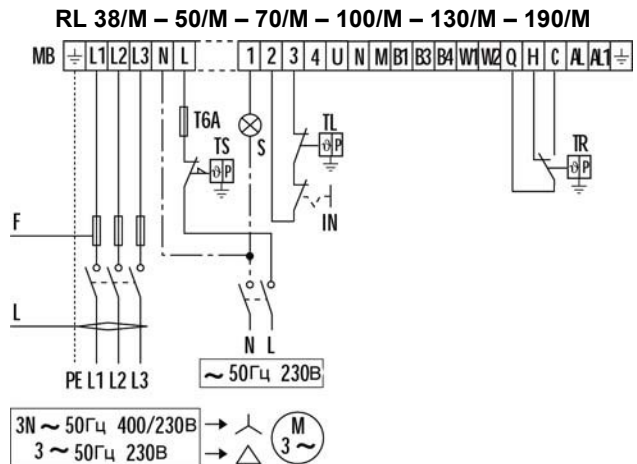 RL 38/M – 50/M – 70/M – 100/M – 130/M – 190/M
MB ⏚ L1 L2 L3 N L 1 2 3 4 U N M B1 B3 B4 W1 W2 Q H C AL AL1 ⏚
T6A
TS
ϑ P
S
TL
ϑ P
IN
TR
ϑ P
F
L
N L
PE L1 L2 L3
~ 50Гц 230В
3N ~ 50Гц 400/230В
3 ~ 50Гц 230В
M
3 ~